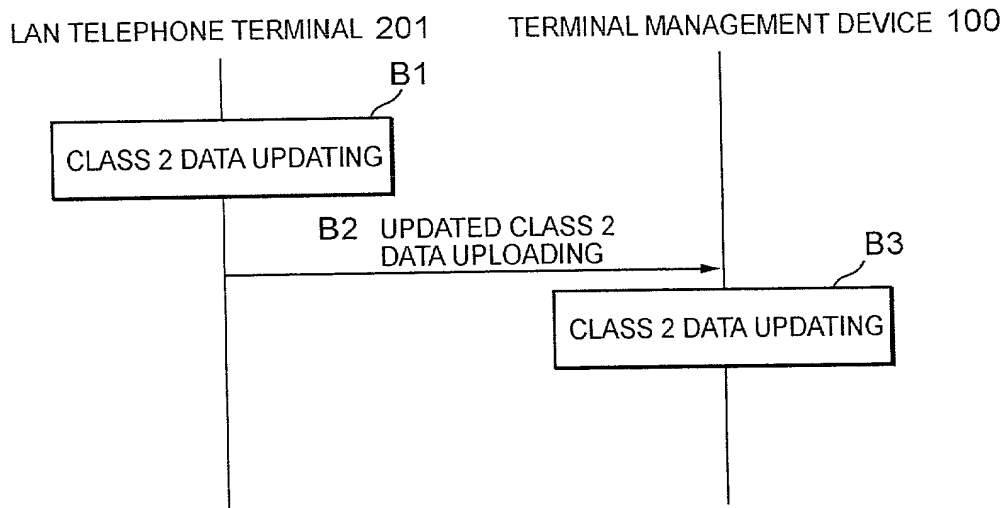 LAN TELEPHONE TERMINAL 201
TERMINAL MANAGEMENT DEVICE 100
B1
CLASS 2 DATA UPDATING
B2 UPDATED CLASS 2
DATA UPLOADING
B3
CLASS 2 DATA UPDATING